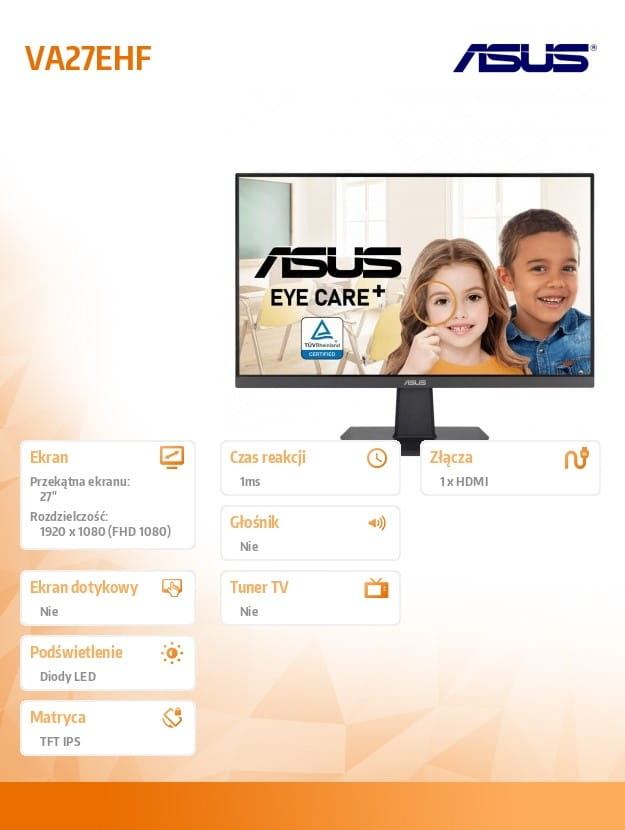 VA27EHF
ASUS®
ASUS
EYE CARE+
TÜVRheinland
CERTIFIED
ASUS
Ekran
Przekątna ekranu:
27"
Rozdzielczość:
1920 x 1080 (FHD 1080)
Czas reakcji
1ms
Złącza
1 x HDMI
Głośnik
Nie
Ekran dotykowy
Nie
Tuner TV
Nie
Podświetlenie
Diody LED
Matryca
TFT IPS